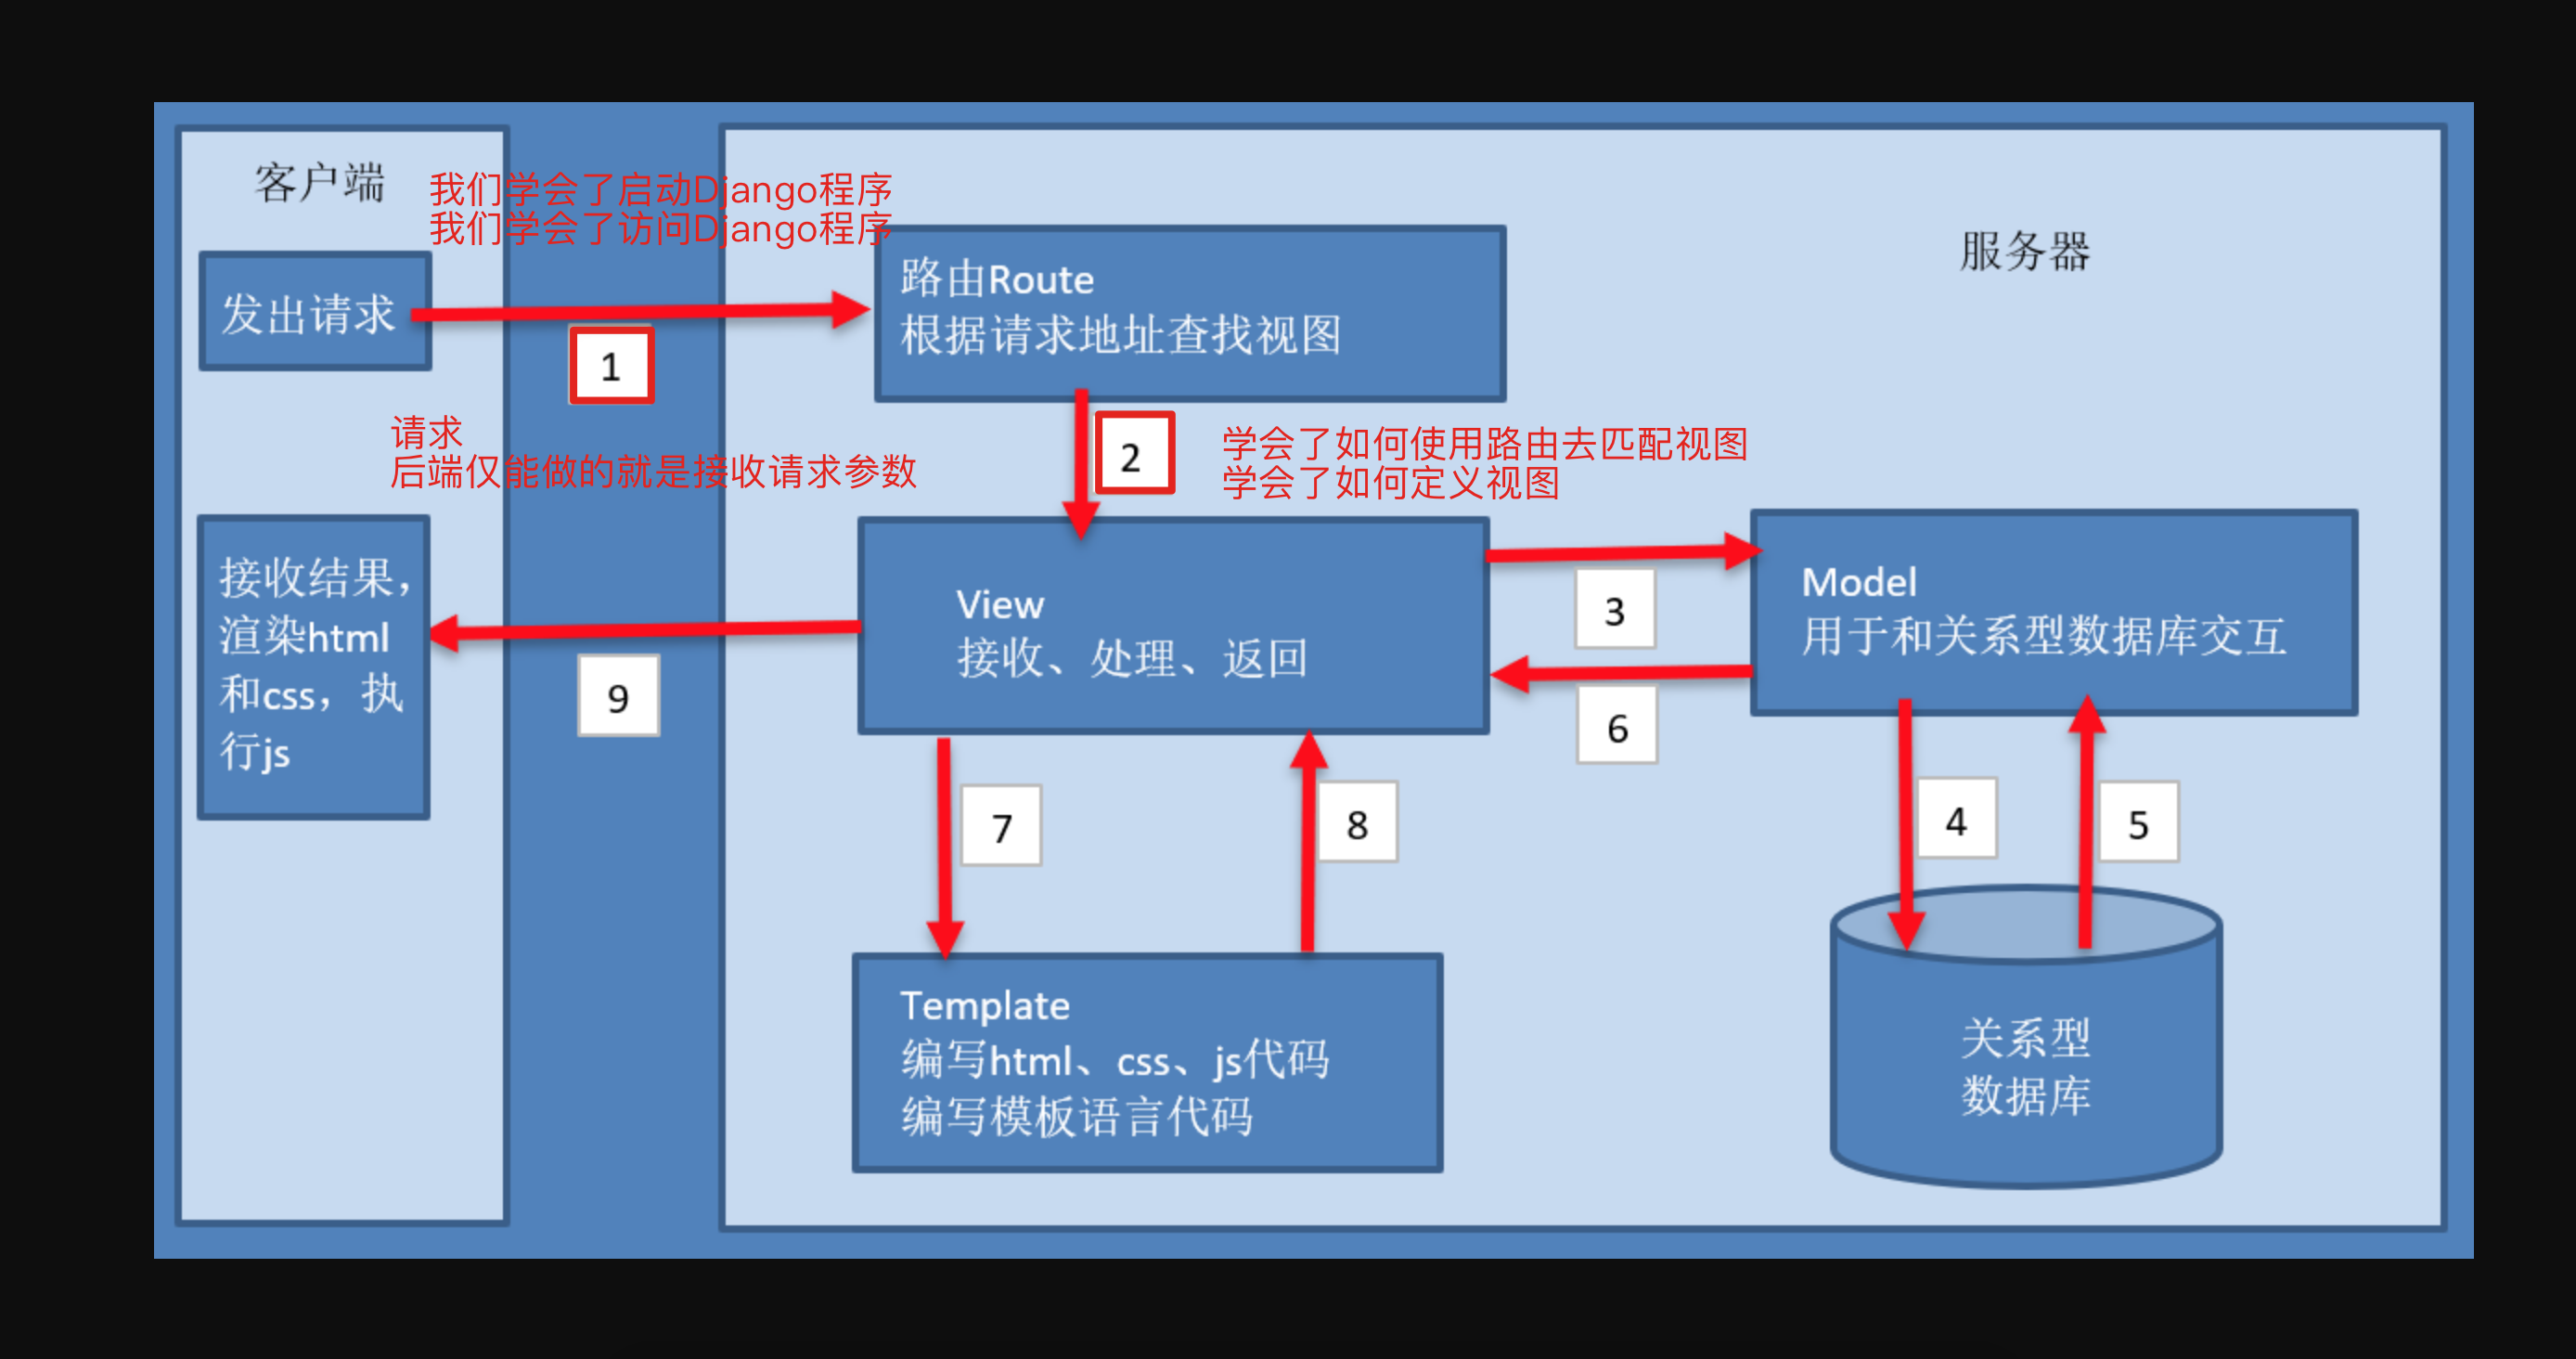 客户端
我们学会了启动Django程序
我们学会了访问Django程序
服务器
发出请求
1
路由Route
根据请求地址查找视图
请求
后端仅能做的就是接收请求参数
2
学会了如何使用路由去匹配视图
学会了如何定义视图
接收结果，
渲染html
和css，执
行js
9
View
接收、处理、返回
3
6
Model
用于和关系型数据库交互
7
8
4
5
Template
编写html、css、js代码
编写模板语言代码
关系型
数据库